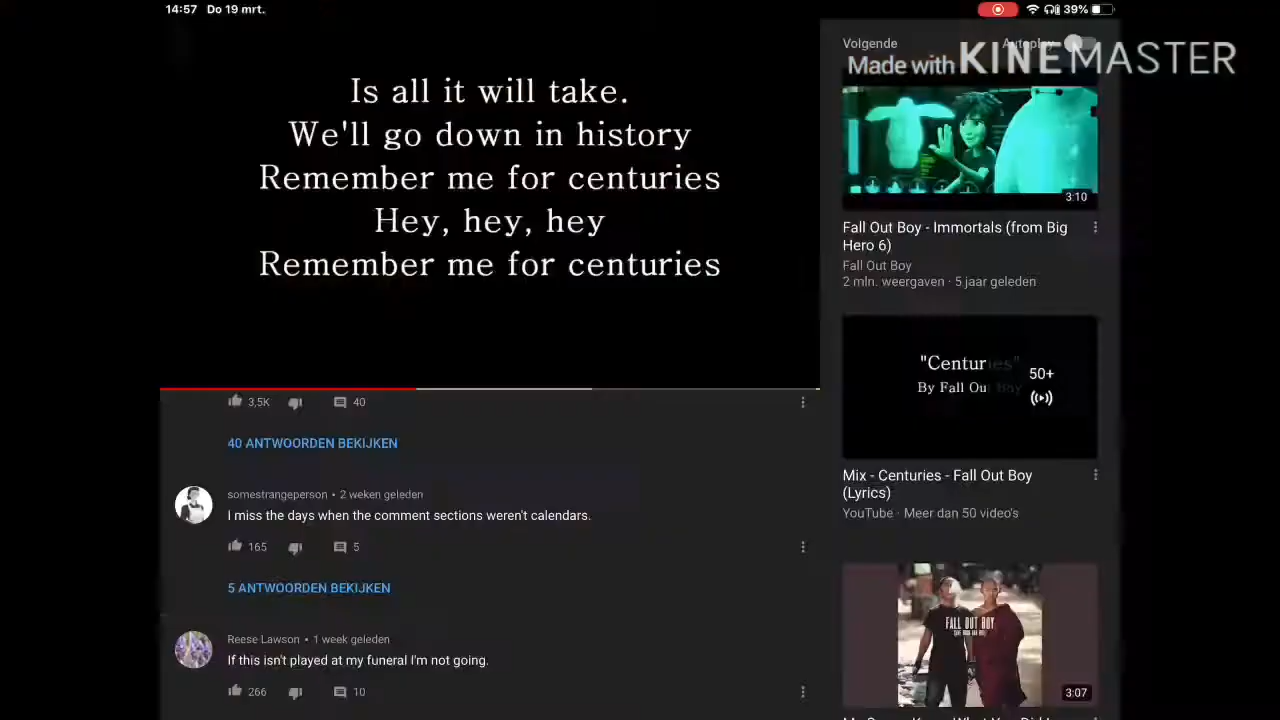 14:57 Do 19 mrt.
39%
Is all it will take.
We'll go down in history
Remember me for centuries
Hey, hey, hey
Remember me for centuries
3,5K 40
40 ANTWOORDEN BEKIJKEN
somestrangeperson • 2 weken geleden
I miss the days when the comment sections weren't calendars.
165 5
5 ANTWOORDEN BEKIJKEN
Reese Lawson • 1 week geleden
If this isn't played at my funeral I'm not going.
266 10
Volgende Autoplay
Made with KINEMASTER
3:10
Fall Out Boy - Immortals (from Big
Hero 6)
Fall Out Boy
2 mln. weergaven · 5 jaar geleden
"Centuries"
By Fall Out Boy
50+
Mix - Centuries - Fall Out Boy
(Lyrics)
YouTube · Meer dan 50 video's
FALL OUT BOY
3:07